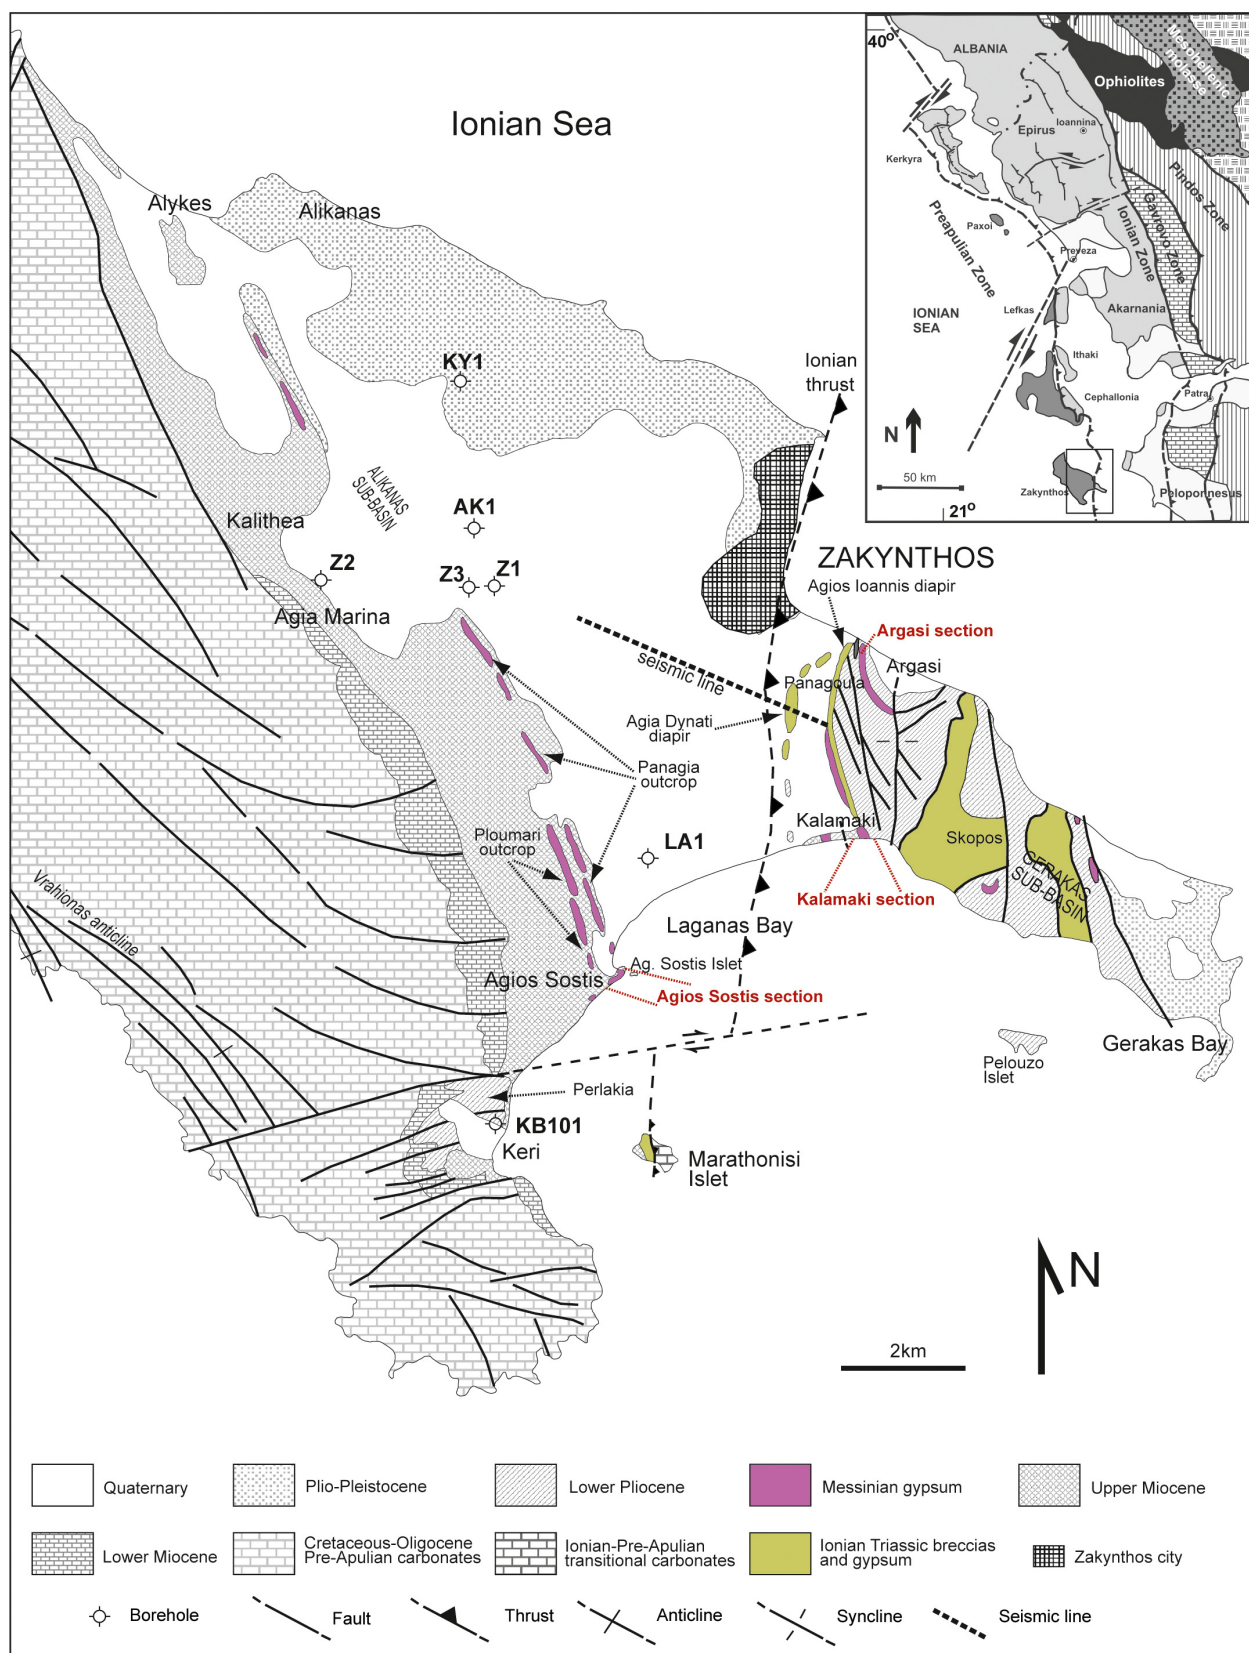 40°
ALBANIA
Mesohellenic
molasse
Ophiolites
Ioannina
Epirus
Kerkyra
Pindos Zone
Gavrovo Zone
Ionian Zone
Preapulian Zone
Paxoi
Preveza
IONIAN
SEA
Lefkas
Akarnania
Ithaki
Cephallonia
Patra
N
50 km
Zakynthos
Peloponnesus
21°
Ionian Sea
Alykes
Alikanas
KY1
Ionian
thrust
ALIKANAS
SUB-BASIN
AK1
Kalithea
Z2
Z3
Z1
ZAKYNTHOS
Agios Ioannis diapir
Agia Marina
Argasi section
seismic line
Argasi
Panagoula
Agia Dynati
diapir
Panagia
outcrop
Kalamaki
Ploumari
outcrop
LA1
Skopos
GERAKAS
SUB-BASIN
Vrahionas anticline
Kalamaki section
Laganas Bay
Ag. Sostis Islet
Agios Sostis
Agios Sostis section
Gerakas Bay
Pelouzo
Islet
Perlakia
KB101
Keri
Marathonisi
Islet
N
2km
Quaternary
Plio-Pleistocene
Lower Pliocene
Messinian gypsum
Upper Miocene
Lower Miocene
Cretaceous-Oligocene
Pre-Apulian carbonates
Ionian-Pre-Apulian
transitional carbonates
Ionian Triassic breccias
and gypsum
Zakynthos city
Borehole
Fault
Thrust
Anticline
Syncline
Seismic line